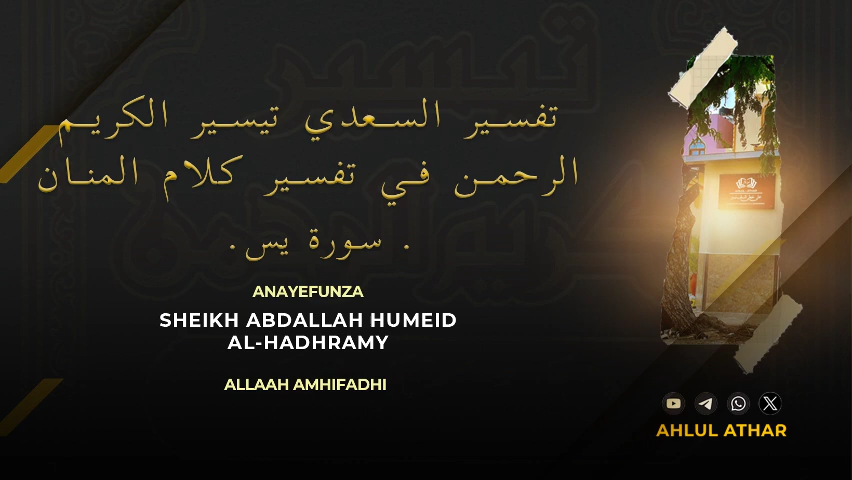 تفسير السعدي تيسير الكريم
الرحمن في تفسير كلام المنان
. سورة يس.
ANAYEFUNZA
SHEIKH ABDALLAH HUMEID
AL-HADHRAMY
ALLAAH AMHIFADHI
AHLUL ATHAR